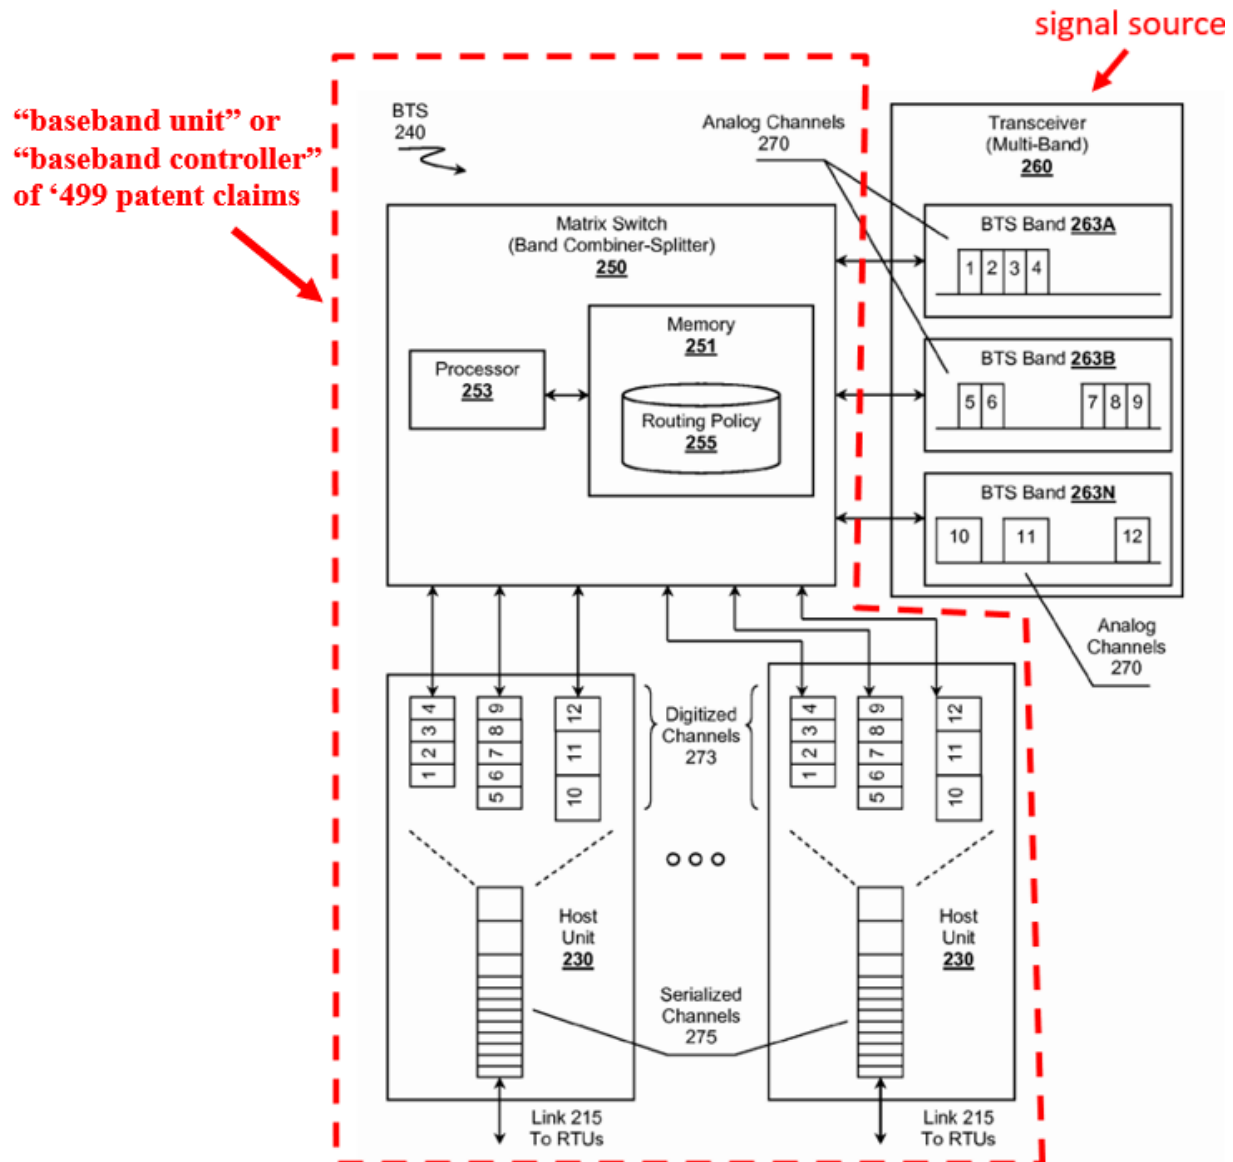 signal source
“baseband unit” or
“baseband controller”
of ‘499 patent claims
BTS
240
Analog Channels
270
Transceiver
(Multi-Band)
260
Matrix Switch
(Band Combiner-Splitter)
250
BTS Band 263A
1 2 3 4
Memory
251
Processor
253
Routing Policy
255
BTS Band 263B
5 6 7 8 9
BTS Band 263N
10 11 12
Analog
Channels
270
4 3 2 1
9 8 7 6 5
12 11 10
Digitized
Channels
273
4 3 2 1
9 8 7 6 5
12 11 10
Host
Unit
230
Host
Unit
230
Serialized
Channels
275
Link 215
To RTUs
Link 215
To RTUs